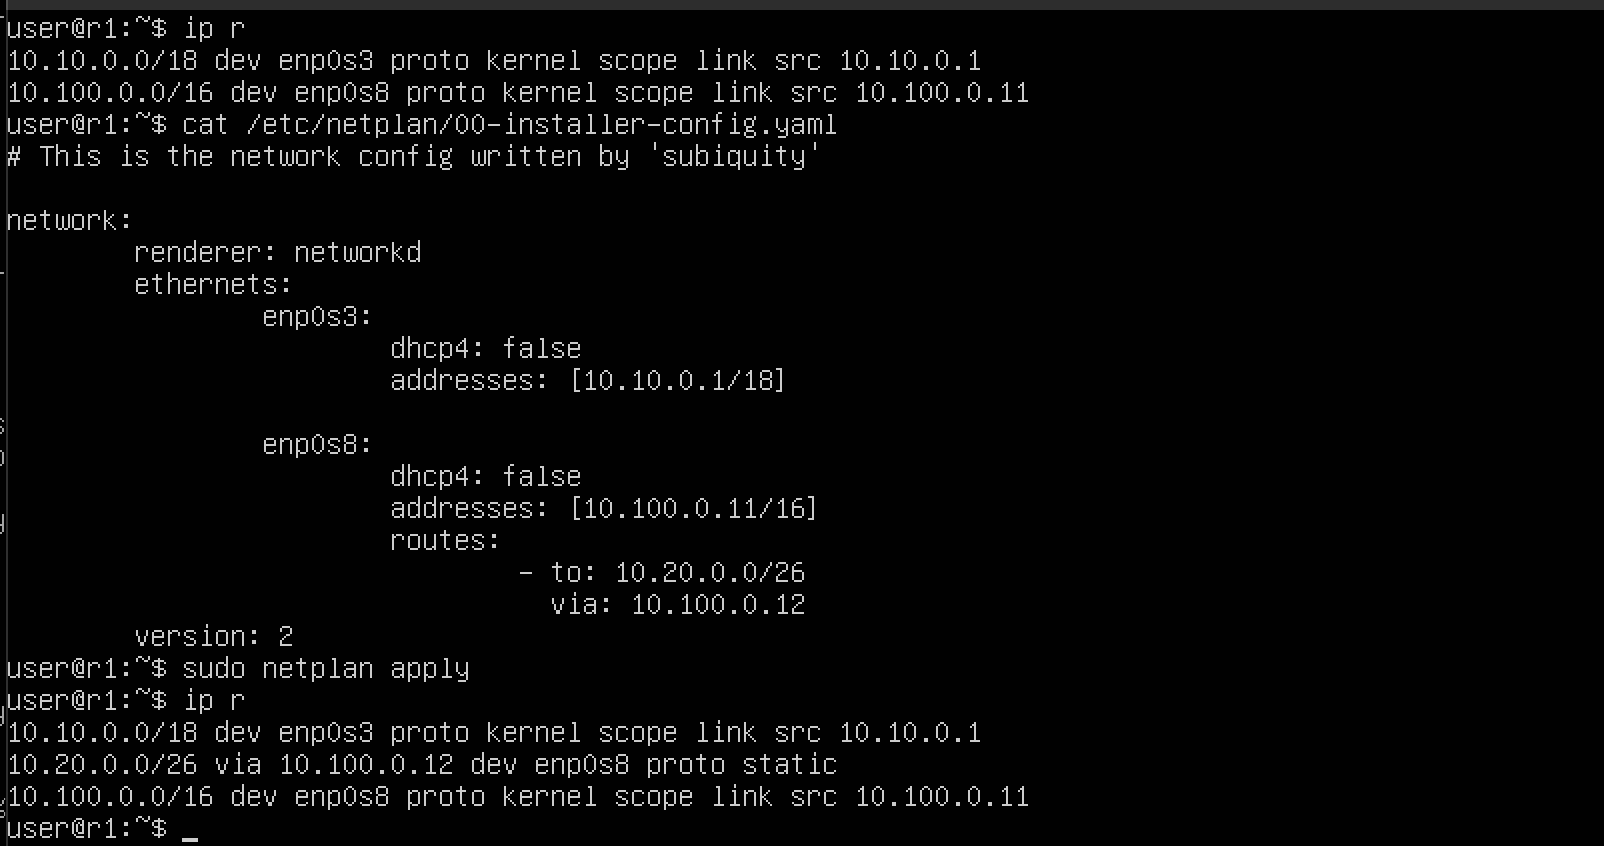 user@r1:~$ ip r
10.10.0.0/18 dev enp0s3 proto kernel scope link src 10.10.0.1
10.100.0.0/16 dev enp0s8 proto kernel scope link src 10.100.0.11
user@r1:~$ cat /etc/netplan/00-installer-config.yaml
# This is the network config written by 'subiquity'
network:
renderer: networkd
ethernets:
enp0s3:
dhcp4: false
addresses: [10.10.0.1/18]
enp0s8:
dhcp4: false
addresses: [10.100.0.11/16]
routes:
- to: 10.20.0.0/26
via: 10.100.0.12
version: 2
user@r1:~$ sudo netplan apply
user@r1:~$ ip r
10.10.0.0/18 dev enp0s3 proto kernel scope link src 10.10.0.1
10.20.0.0/26 via 10.100.0.12 dev enp0s8 proto static
10.100.0.0/16 dev enp0s8 proto kernel scope link src 10.100.0.11
user@r1:~$ _